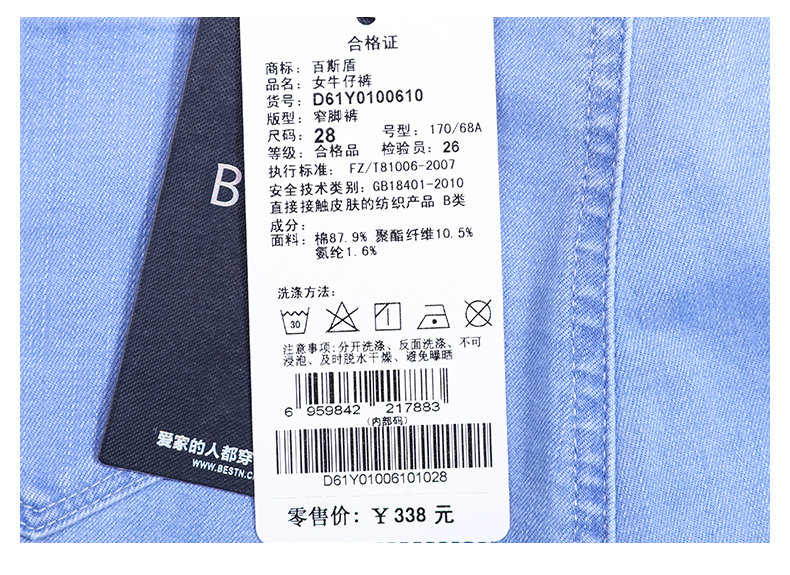 合格证
商标： 百斯盾
品名： 女牛仔裤
货号： D61Y0100610
版型： 窄脚裤
尺码： 28 号型： 170/68A
等级： 合格品 检验员： 26
执行标准： FZ/T81006-2007
安全技术类别： GB18401-2010
直接接触皮肤的纺织产品 B类
成分：
面料： 棉87.9% 聚酯纤维10.5%
氨纶1.6%
洗涤方法：
30
注意事项:分开洗涤、反面洗涤、不可
浸泡、及时脱水干燥、避免曝晒
6 959842 217883
(内部码)
D61Y01006101028
零售价： ￥338 元
B
爱家的人都穿
WWW.BESTN.C